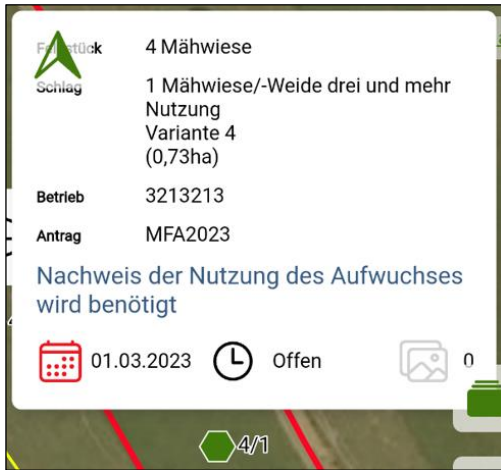 Feldstück 4 Mähwiese
Schlag 1 Mähwiese/-Weide drei und mehr
Nutzung
Variante 4
(0,73ha)
Betrieb 3213213
Antrag MFA2023
Nachweis der Nutzung des Aufwuchses
wird benötigt
01.03.2023 Offen 0
4/1